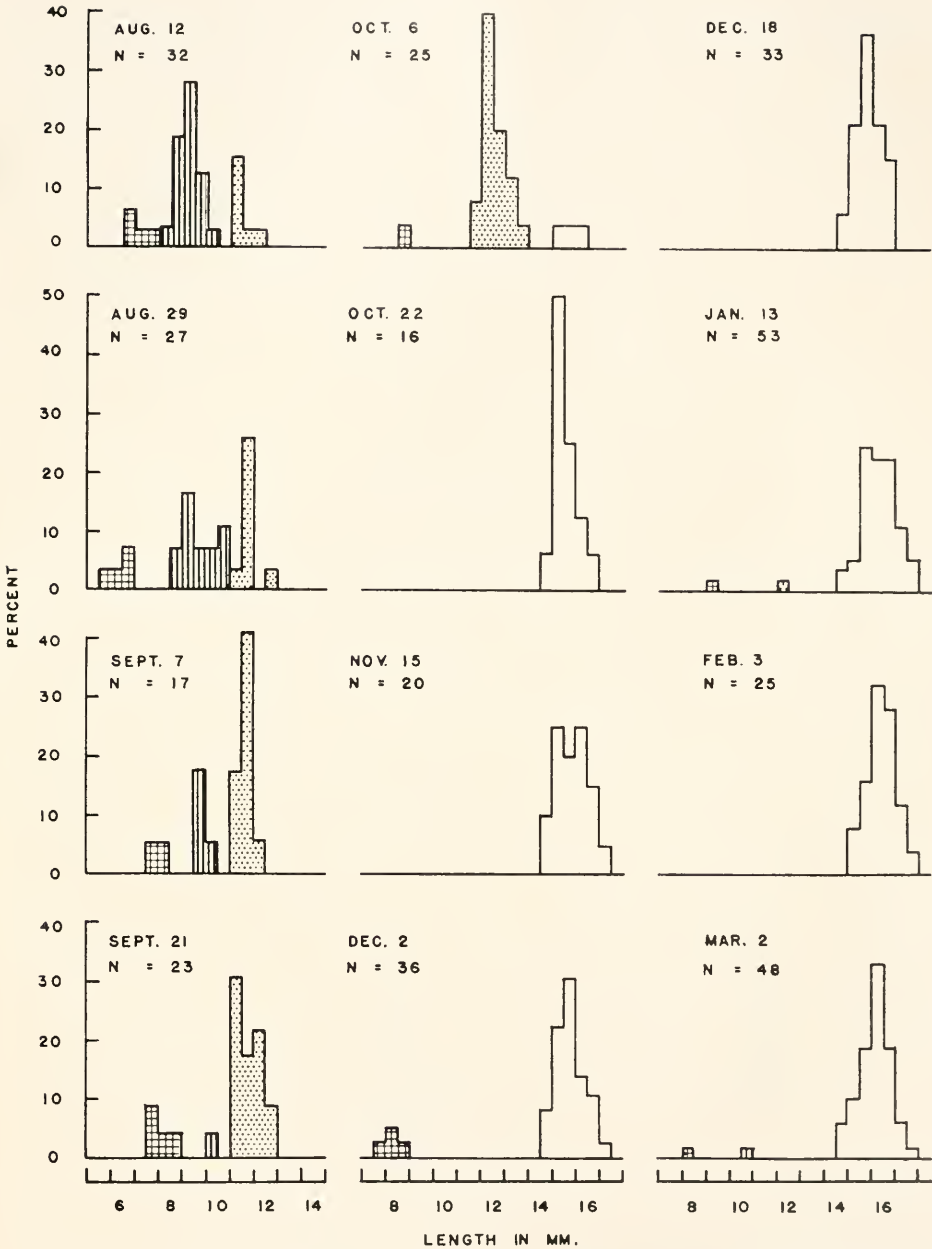 40
30
20
10
0
AUG. 12
N = 32
OCT. 6
N = 25
DEC. 18
N = 33
50
40
30
20
10
0
AUG. 29
N = 27
OCT. 22
N = 16
JAN. 13
N = 53
PERCENT
40
30
20
10
0
SEPT. 7
N = 17
NOV. 15
N = 20
FEB. 3
N = 25
40
30
20
10
0
SEPT. 21
N = 23
DEC. 2
N = 36
MAR. 2
N = 48
6 8 10 12 14 8 10 12 14 16 8 10 12 14 16
LENGTH IN MM.